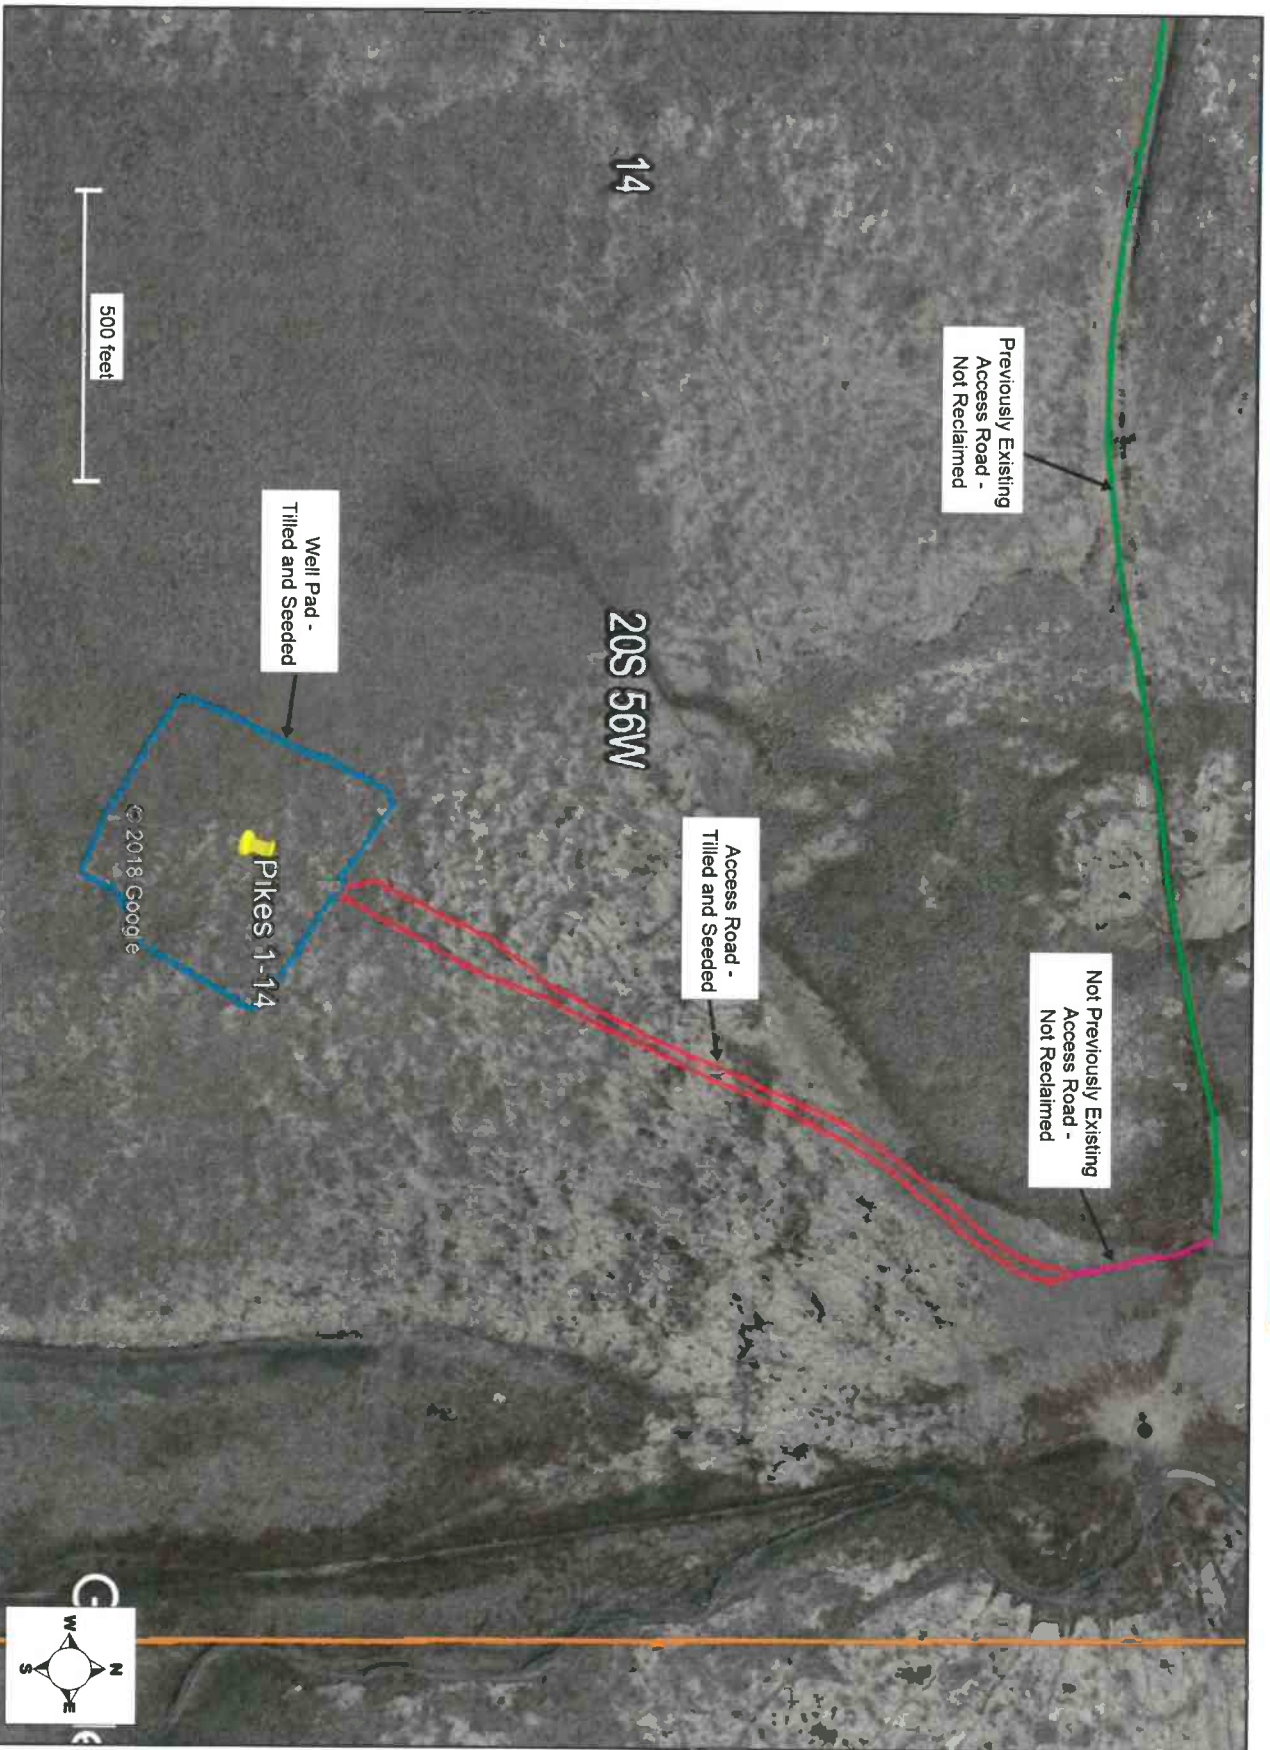 Previously Existing
Access Road -
Not Reclaimed
Not Previously Existing
Access Road -
Not Reclaimed
Access Road -
Tilled and Seeded
14
20S 56W
Well Pad -
Tilled and Seeded
Pikes 1-14
© 2018 Google
500 feet
G
N
W
E
S